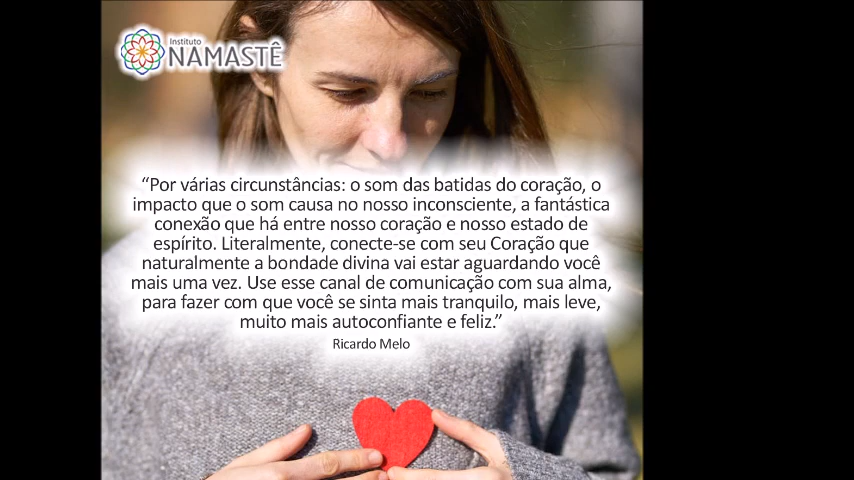 Instituto
NAMASTÊ
“Por várias circunstâncias: o som das batidas do coração, o
impacto que o som causa no nosso inconsciente, a fantástica
conexão que há entre nosso coração e nosso estado de
espírito. Literalmente, conecte-se com seu Coração que
naturalmente a bondade divina vai estar aguardando você
mais uma vez. Use esse canal de comunicação com sua alma,
para fazer com que você se sinta mais tranquilo, mais leve,
muito mais autoconfiante e feliz.”
Ricardo Melo